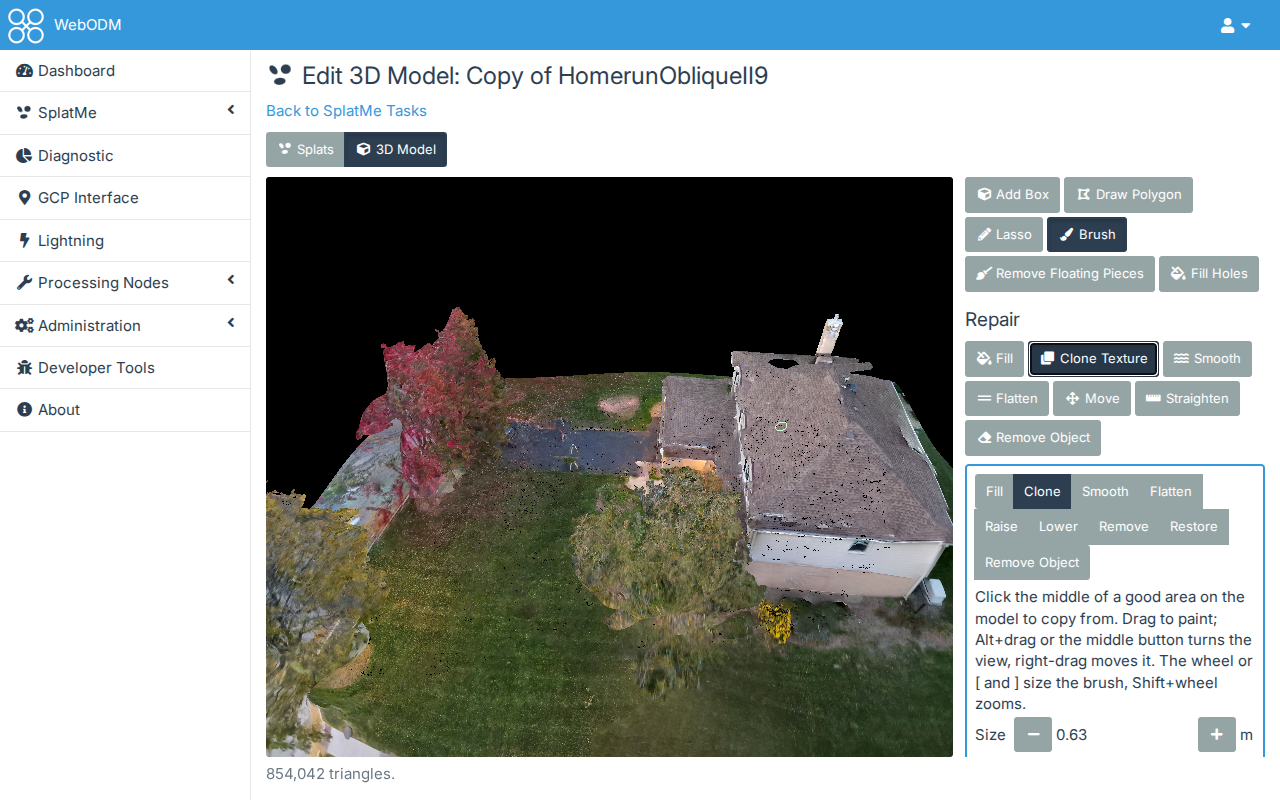 WebODM
Dashboard
SplatMe
Diagnostic
GCP Interface
Lightning
Processing Nodes
Administration
Developer Tools
About
Edit 3D Model: Copy of HomerunObliqueII9
Back to SplatMe Tasks
Splats 3D Model
854,042 triangles.
Add Box Draw Polygon
Lasso Brush
Remove Floating Pieces Fill Holes
Repair
Fill Clone Texture Smooth
Flatten Move Straighten
Remove Object
Fill Clone Smooth Flatten
Raise Lower Remove Restore
Remove Object
Click the middle of a good area on the
model to copy from. Drag to paint;
Alt+drag or the middle button turns the
view, right-drag moves it. The wheel or
[ and ] size the brush, Shift+wheel
zooms.
Size − 0.63 + m